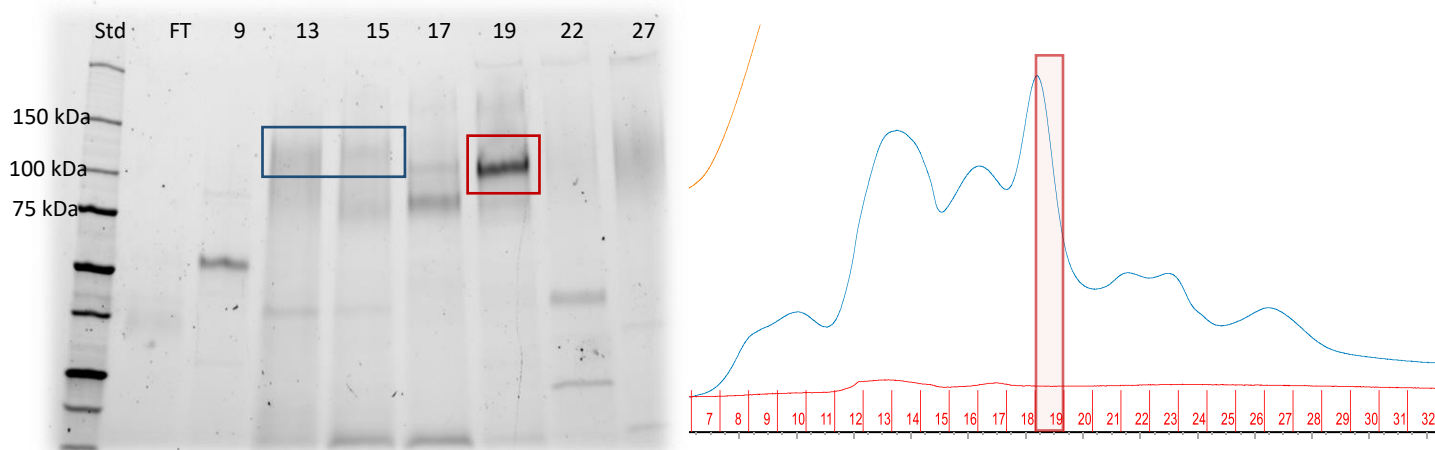 Std FT 9 13 15 17 19 22 27
150 kDa
100 kDa
75 kDa
7 8 9 10 11 12 13 14 15 16 17 18 19 20 21 22 23 24 25 26 27 28 29 30 31 32